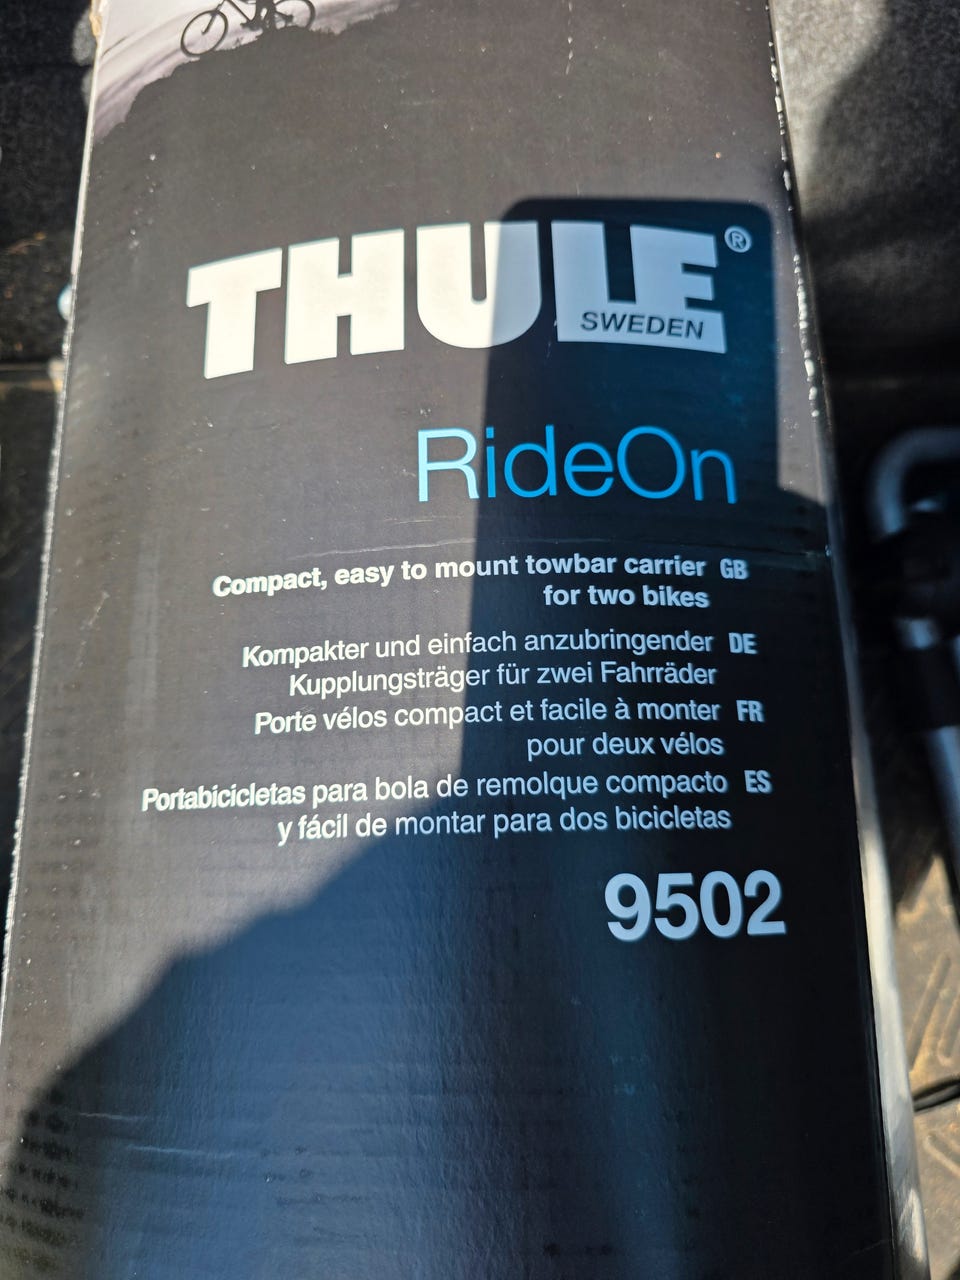 THULE®
SWEDEN
RideOn
Compact, easy to mount towbar carrier GB
for two bikes
Kompakter und einfach anzubringender DE
Kupplungsträger für zwei Fahrräder
Porte vélos compact et facile à monter FR
pour deux vélos
Portabicicletas para bola de remolque compacto ES
y fácil de montar para dos bicicletas
9502